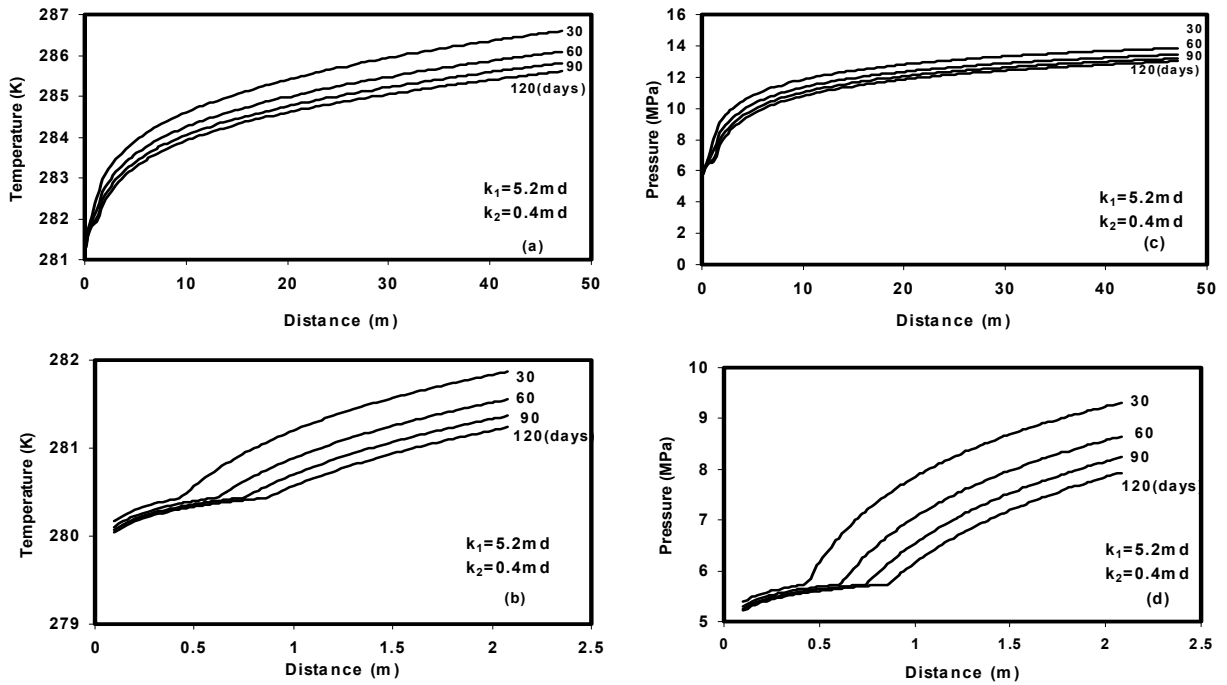 287
286
285
284
283
282
281
Temperature (K)
30
60
90
120(days)
k1=5.2md
k2=0.4md
(a)
0 10 20 30 40 50
Distance (m)
16
14
12
10
8
6
4
2
0
Pressure (MPa)
30
60
90
120(days)
k1=5.2md
k2=0.4md
(c)
0 10 20 30 40 50
Distance (m)
282
281
280
279
Temperature (K)
30
60
90
120(days)
k1=5.2md
k2=0.4md
(b)
0 0.5 1 1.5 2 2.5
Distance (m)
10
9
8
7
6
5
Pressure (MPa)
30
60
90
120(days)
k1=5.2md
k2=0.4md
(d)
0 0.5 1 1.5 2 2.5
Distance (m)